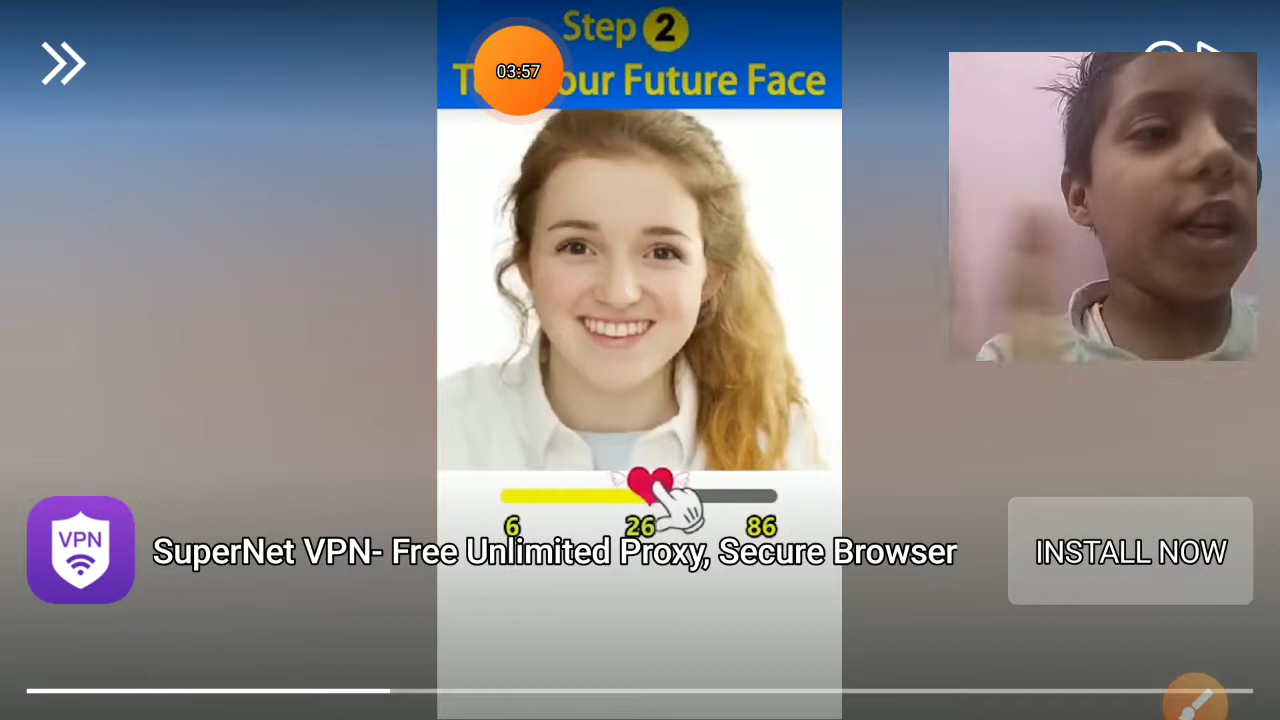 Step 2
03:57
our Future Face
6 26 86
VPN
SuperNet VPN- Free Unlimited Proxy, Secure Browser
INSTALL NOW